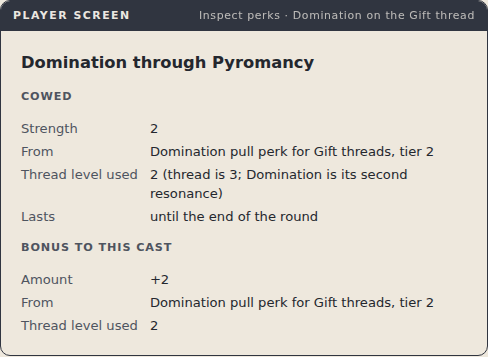 PLAYER SCREEN Inspect perks · Domination on the Gift thread
Domination through Pyromancy
COWED
Strength 2
From Domination pull perk for Gift threads, tier 2
Thread level used 2 (thread is 3; Domination is its second
resonance)
Lasts until the end of the round
BONUS TO THIS CAST
Amount +2
From Domination pull perk for Gift threads, tier 2
Thread level used 2